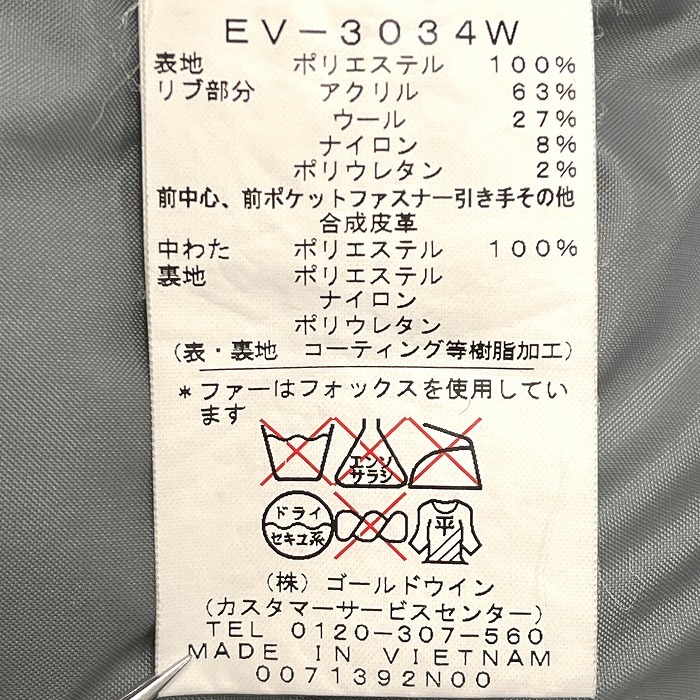 EV－3034W
表地 ポリエステル 100%
リブ部分 アクリル 63%
ウール 27%
ナイロン 8%
ポリウレタン 2%
前中心、前ポケットファスナー引き手その他
合成皮革
中わた ポリエステル 100%
裏地 ポリエステル
ナイロン
ポリウレタン
（表・裏地 コーティング等樹脂加工）
＊ファーはフォックスを使用してい
ます
エンソ
サラシ
ドライ
セキユ系
平
（株）ゴールドウイン
（カスタマーサービスセンター）
TEL 0120－307－560
MADE IN VIETNAM
0071392N00